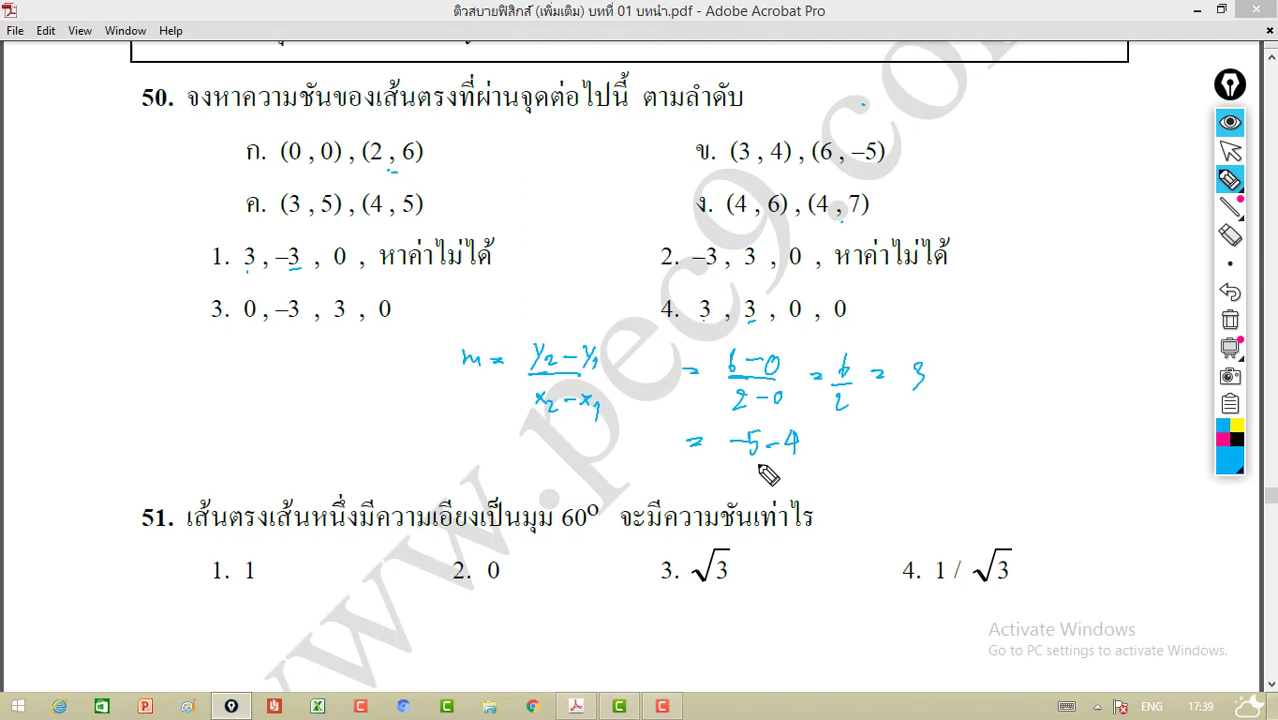 ติวสบายฟิสิกส์ (เพิ่มเติม) บทที่ 01 บทนำ.pdf - Adobe Acrobat Pro
File Edit View Window Help
50. จงหาความชันของเส้นตรงที่ผ่านจุดต่อไปนี้ ตามลำดับ
ก. (0 , 0) , (2 , 6) ข. (3 , 4) , (6 , –5)
ค. (3 , 5) , (4 , 5) ง. (4 , 6) , (4 , 7)
1. 3 , –3 , 0 , หาค่าไม่ได้ 2. –3 , 3 , 0 , หาค่าไม่ได้
3. 0 , –3 , 3 , 0 4. 3 , 3 , 0 , 0
m = y2 – y1 / x2 – x1 = 6 – 0 / 2 – 0 = 6 / 2 = 3
= –5 – 4
51. เส้นตรงเส้นหนึ่งมีความเอียงเป็นมุม 60o จะมีความชันเท่าไร
1. 1 2. 0 3. √3 4. 1 / √3
www.pec9.com
Activate Windows
Go to PC settings to activate Windows.
ENG 17:39